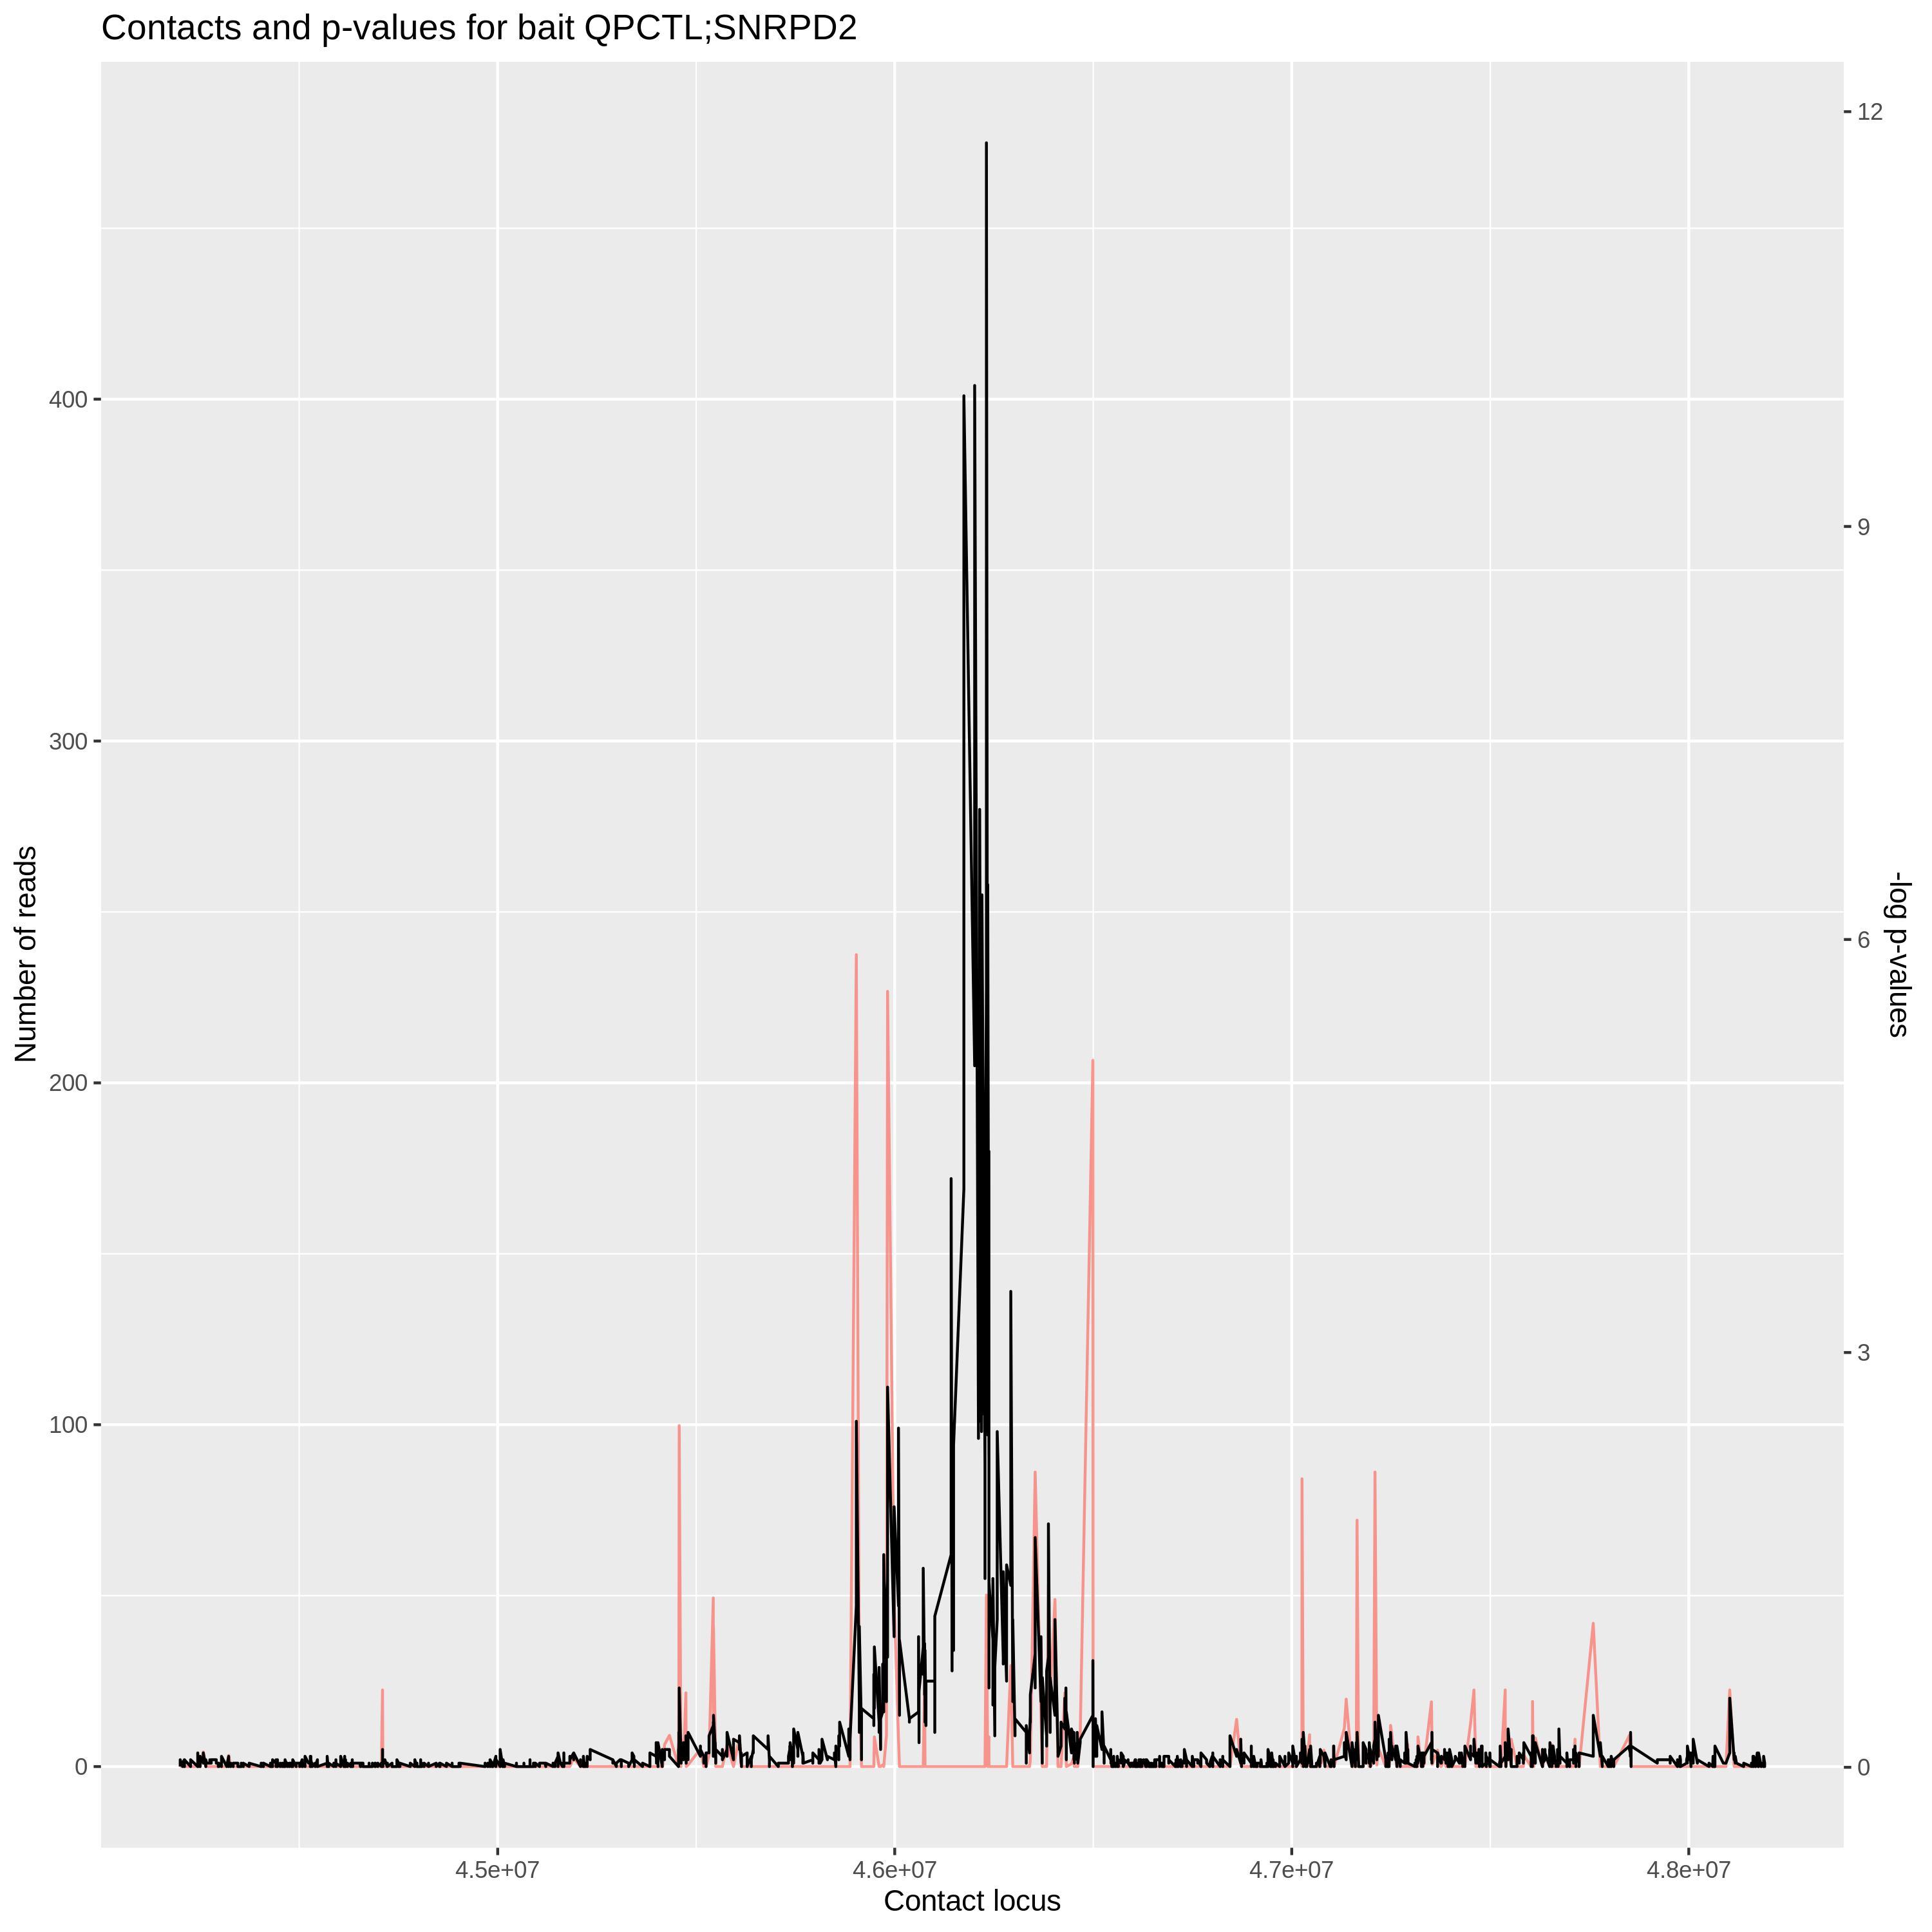 Contacts and p-values for bait QPCTL;SNRPD2
Number of reads
400
300
200
100
0
12
9
6
3
0
-log p-values
4.5e+07
4.6e+07
4.7e+07
4.8e+07
Contact locus